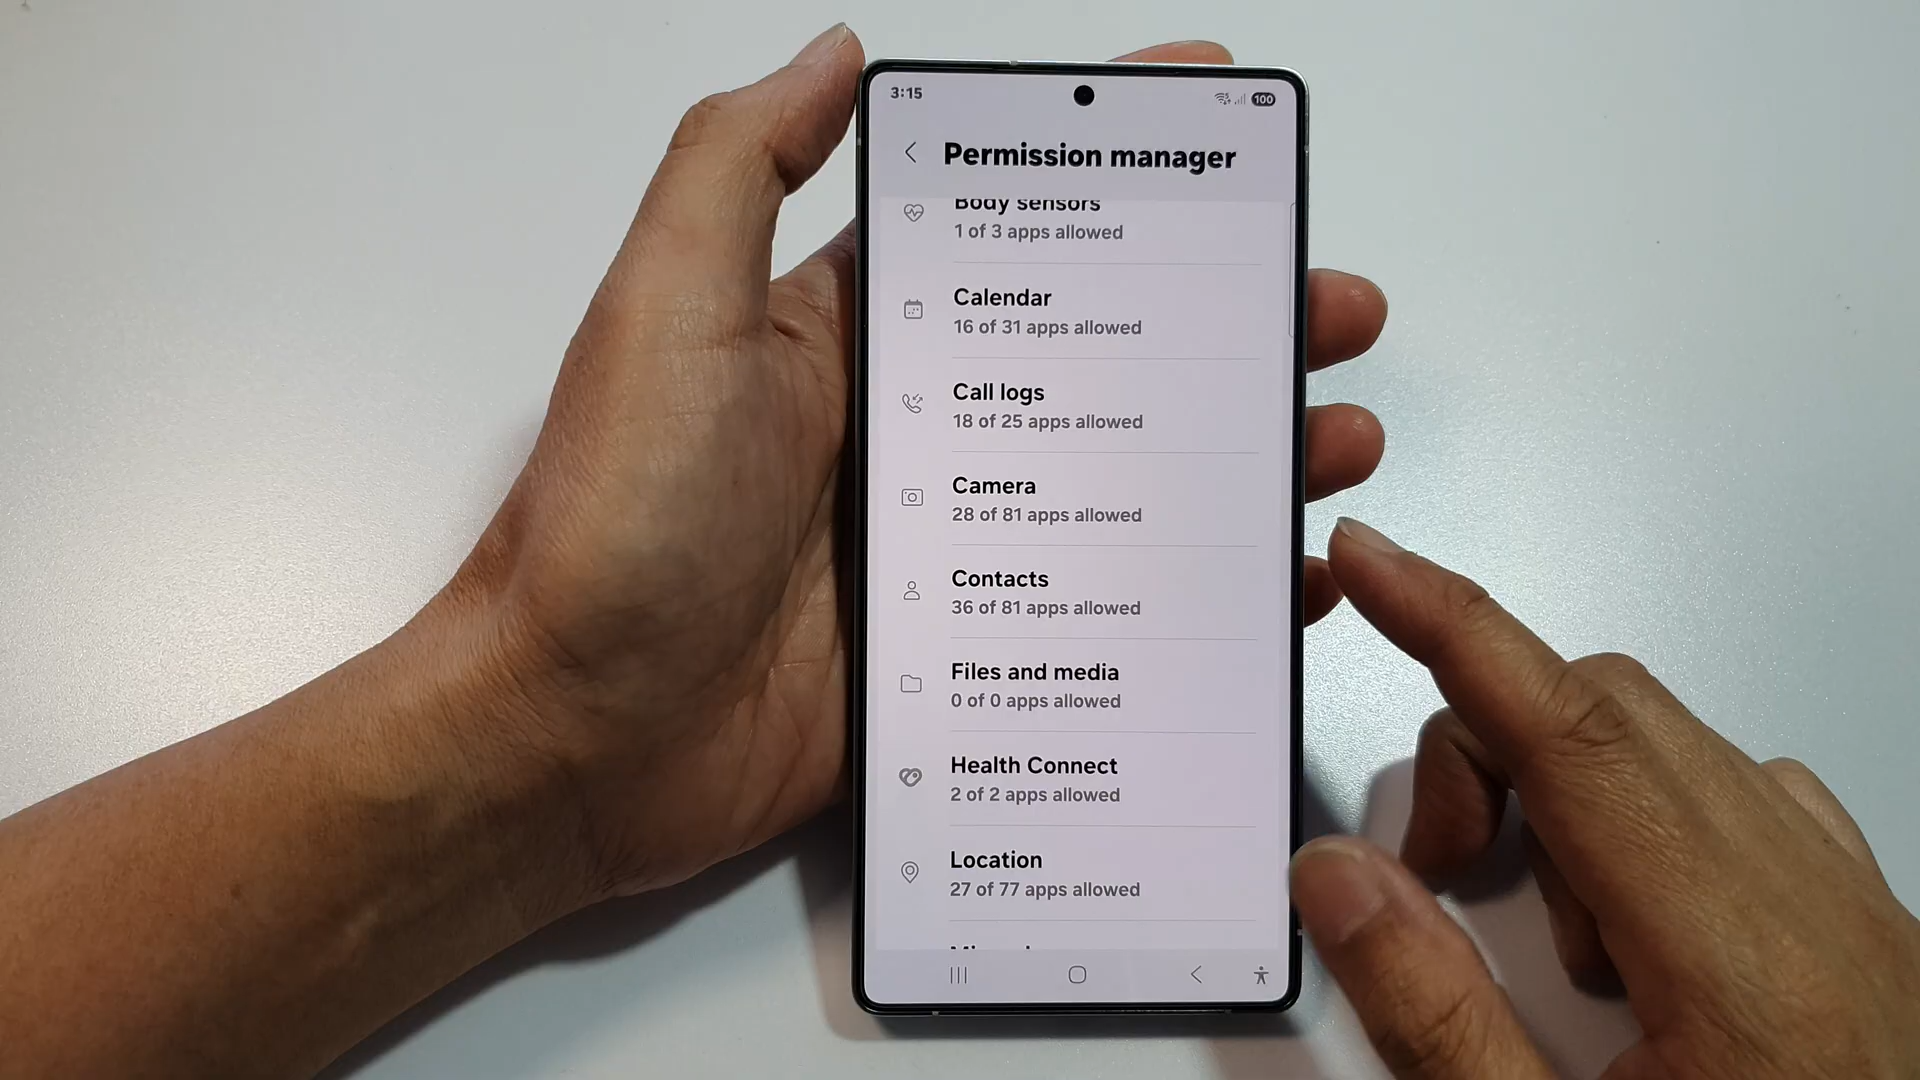 3:15
100
Permission manager
Body sensors
1 of 3 apps allowed
Calendar
16 of 31 apps allowed
Call logs
18 of 25 apps allowed
Camera
28 of 81 apps allowed
Contacts
36 of 81 apps allowed
Files and media
0 of 0 apps allowed
Health Connect
2 of 2 apps allowed
Location
27 of 77 apps allowed